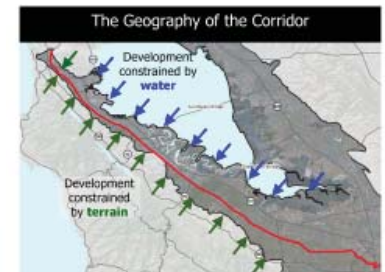 The Geography of the Corridor
Development
constrained by
water
Development
constrained
by terrain